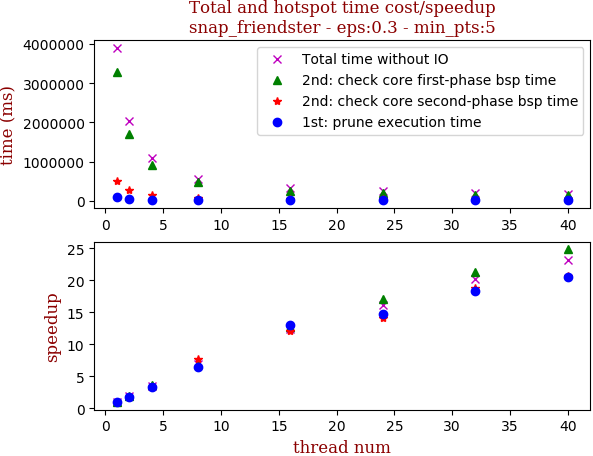 Total and hotspot time cost/speedup
snap_friendster - eps:0.3 - min_pts:5
time (ms)
4000000
3000000
2000000
1000000
0
Total time without IO
2nd: check core first-phase bsp time
2nd: check core second-phase bsp time
1st: prune execution time
0 5 10 15 20 25 30 35 40
speedup
25
20
15
10
5
0
0 5 10 15 20 25 30 35 40
thread num